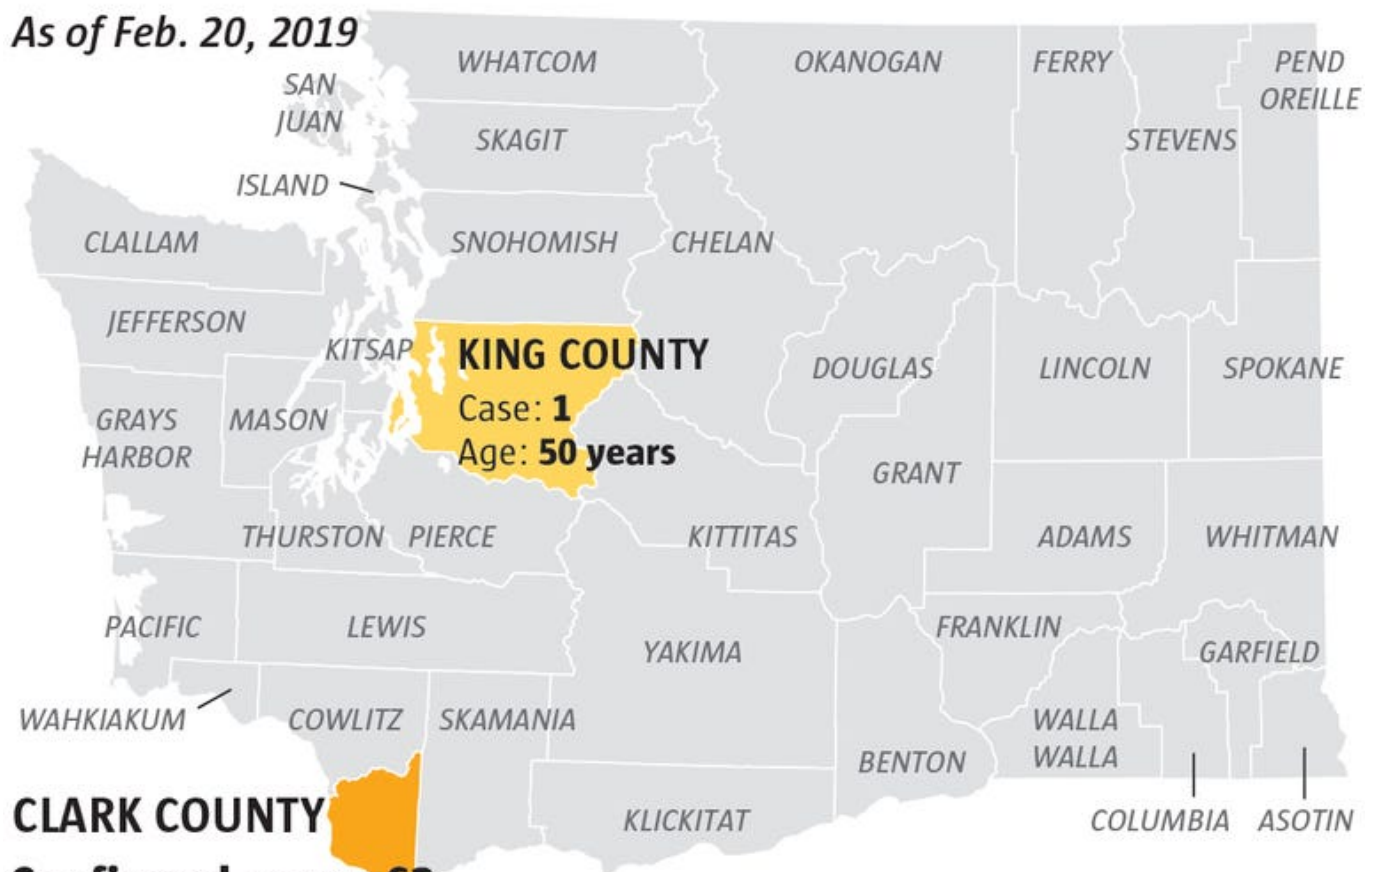 As of Feb. 20, 2019
WHATCOM
OKANOGAN
FERRY
PEND
OREILLE
SAN
JUAN
SKAGIT
STEVENS
ISLAND
CLALLAM
SNOHOMISH
CHELAN
JEFFERSON
KITSAP
KING COUNTY
Case: 1
Age: 50 years
DOUGLAS
LINCOLN
SPOKANE
GRAYS
HARBOR
MASON
GRANT
THURSTON
PIERCE
KITTITAS
ADAMS
WHITMAN
PACIFIC
LEWIS
YAKIMA
FRANKLIN
GARFIELD
WAHKIAKUM
COWLITZ
SKAMANIA
WALLA
WALLA
BENTON
CLARK COUNTY
KLICKITAT
COLUMBIA
ASOTIN